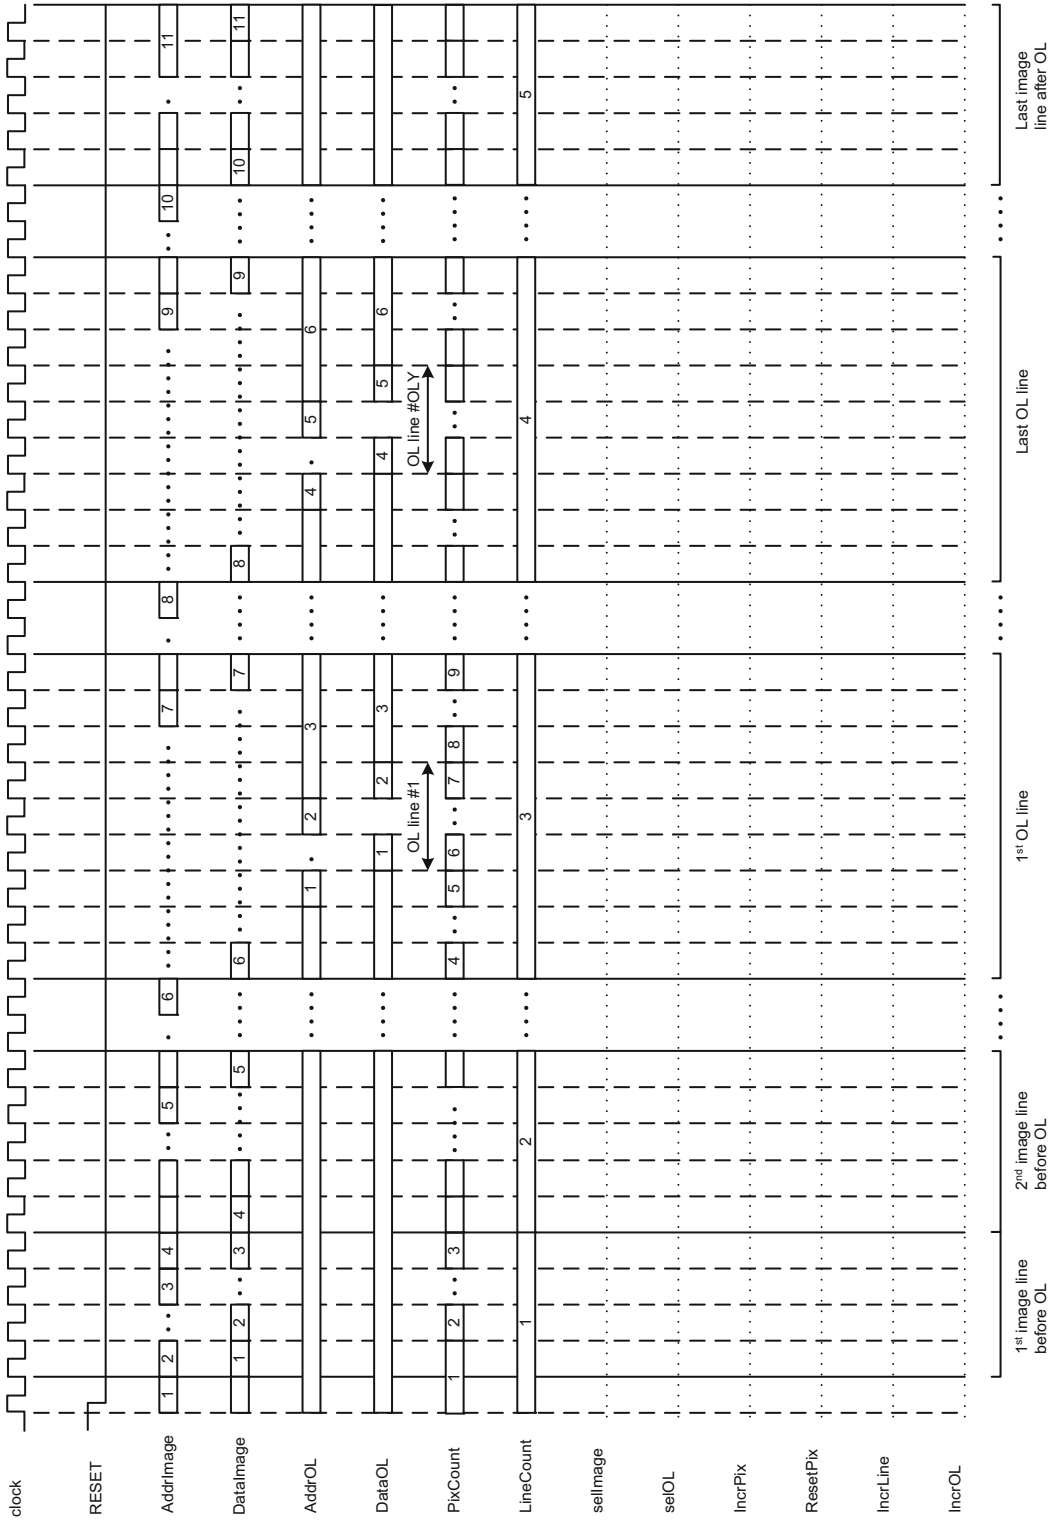 clock
RESET
AddrImage 1 2 3 4 5 6 7 8 9 10 11
DataImage 1 2 3 4 5 6 7 8 9 10 11
AddrOL 1 2 3 4 5 6
DataOL 1 2 3 4 5 6
OL line #1 OL line #OLY
PixCount 1 2 3 4 5 6 7 8 9
LineCount 1 2 3 4 5
selImage
selOL
IncrPix
ResetPix
IncrLine
IncrOL
1st image line
before OL
2nd image line
before OL
1st OL line
Last OL line
Last image
line after OL